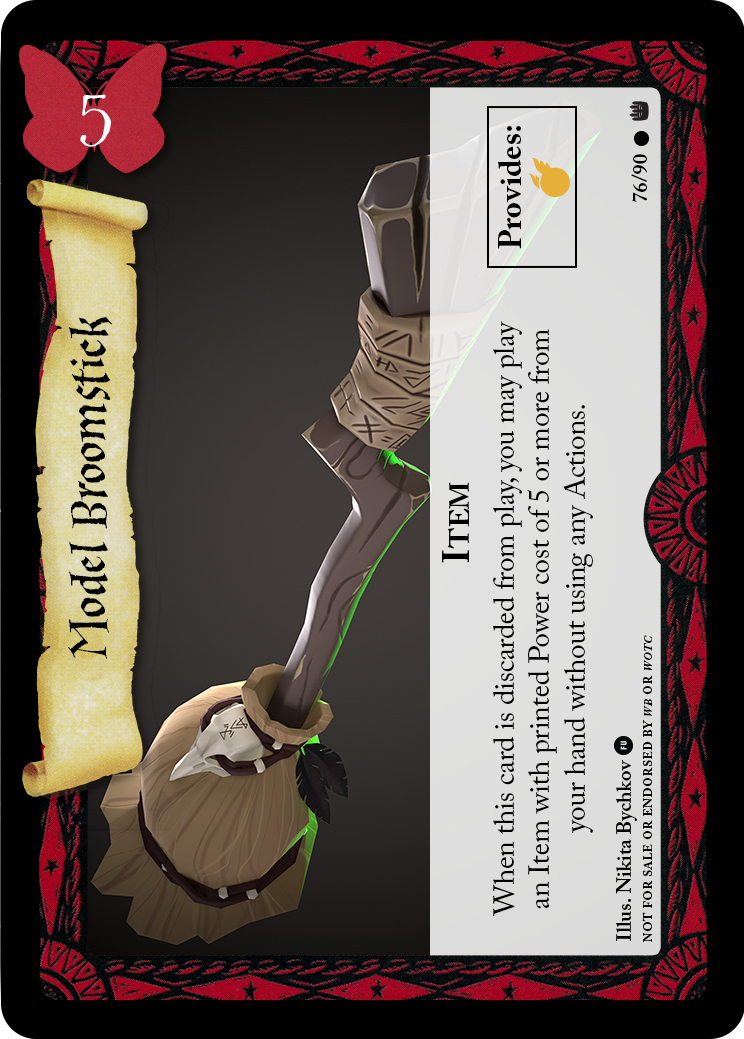 5
Model Broomstick
Item
When this card is discarded from play, you may play
an Item with printed Power cost of 5 or more from
your hand without using any Actions.
Provides:
Illus. Nikita Bychkov FU
NOT FOR SALE OR ENDORSED BY WB OR WOTC
76/90